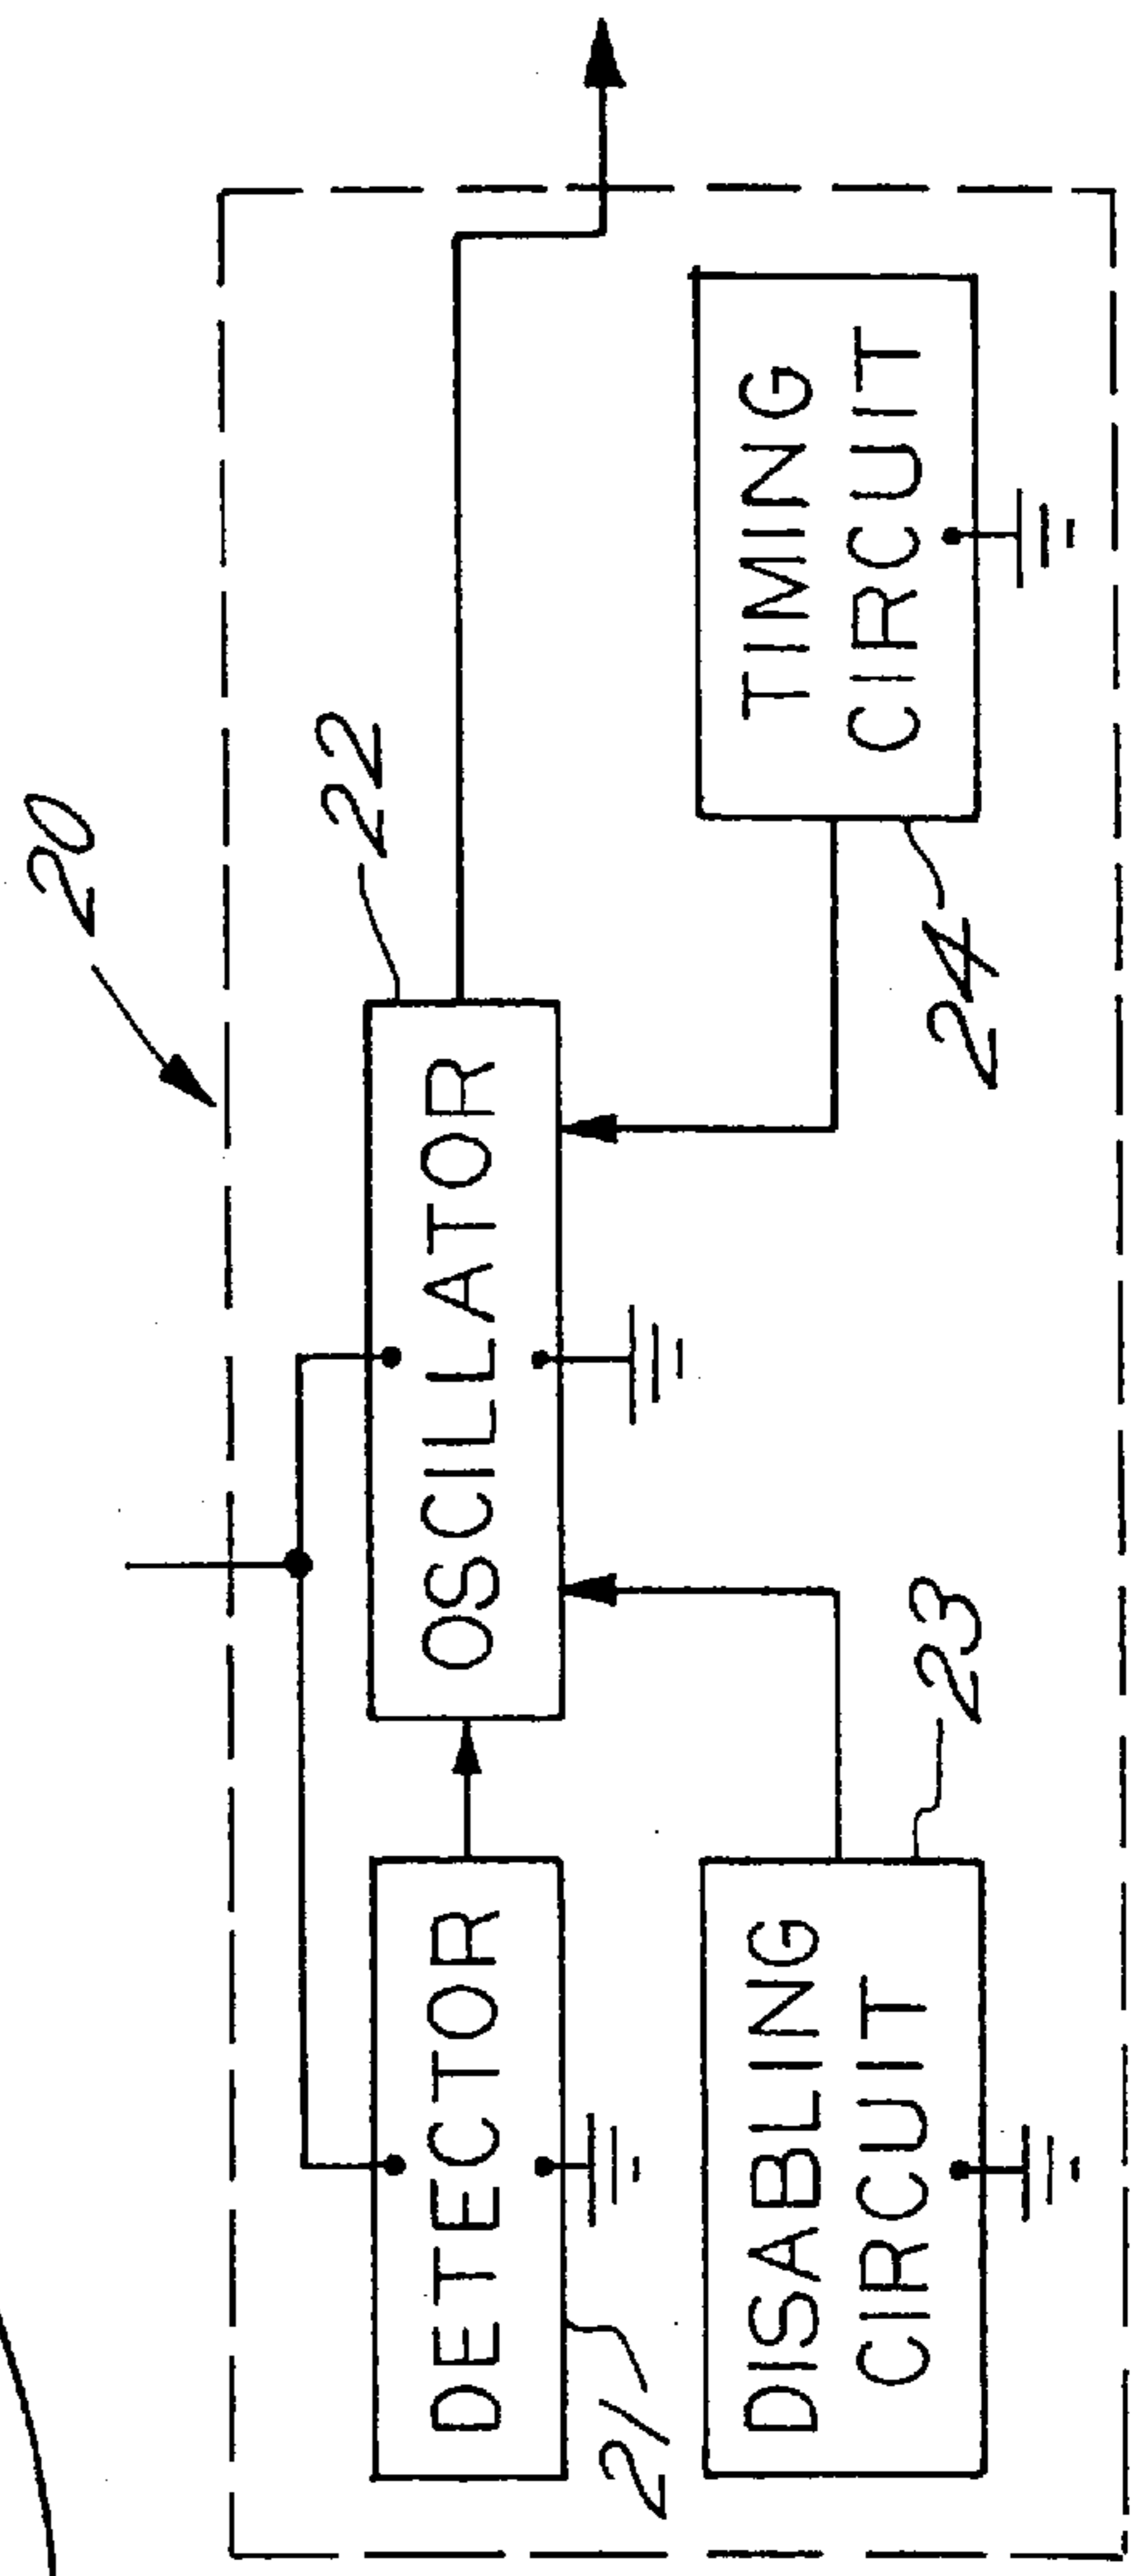 20
22
DETECTOR
OSCILLATOR
21
DISABLING
CIRCUIT
23
24
TIMING
CIRCUIT